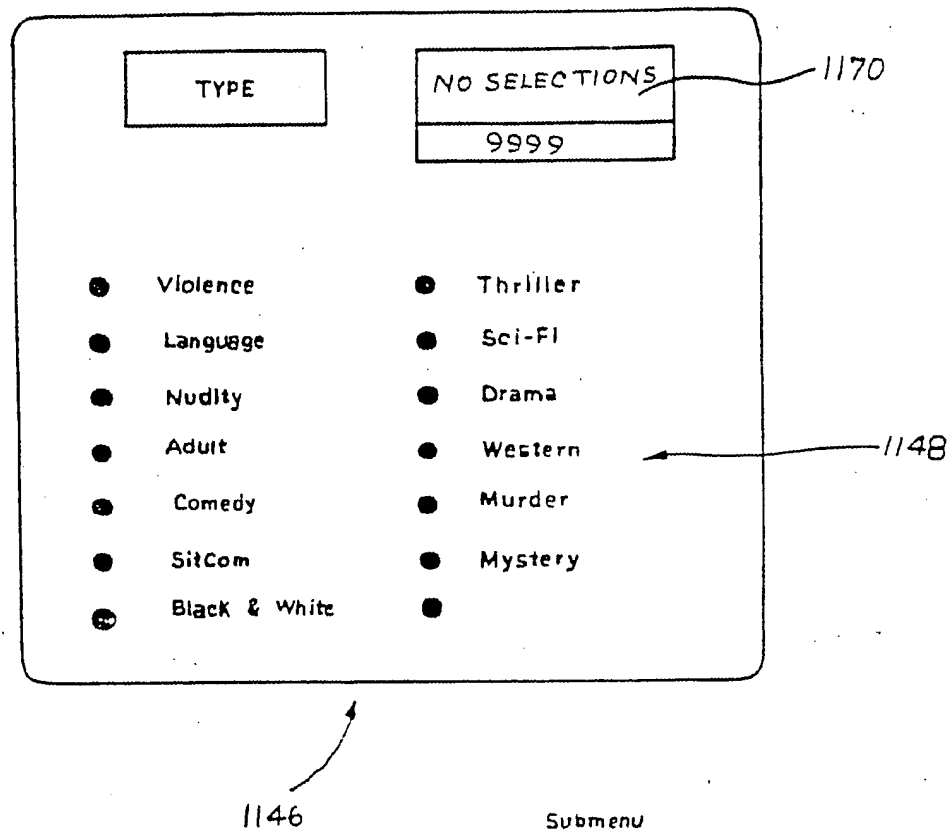 TYPE
NO SELECTIONS
1170
9999
Violence
Language
Nudity
Adult
Comedy
SitCom
Black & White
Thriller
Sci-Fi
Drama
Western
Murder
Mystery
1148
1146
Submenu